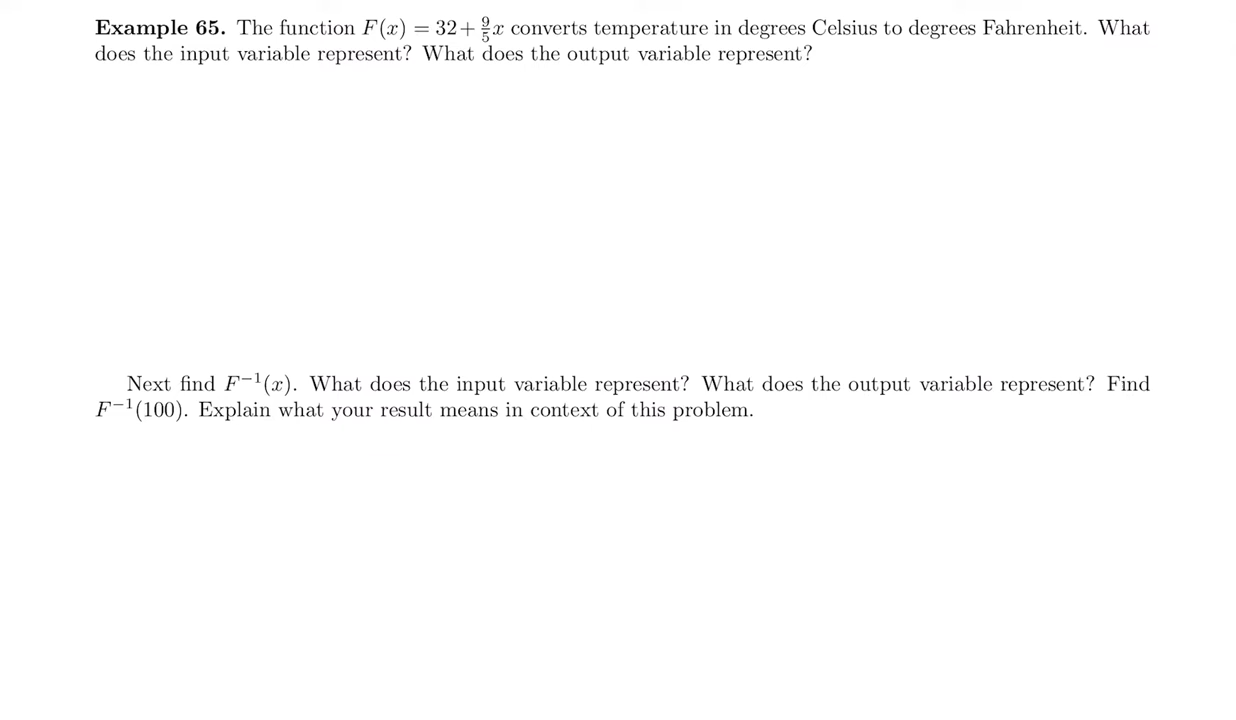 Example 65. The function F(x) = 32 + \frac{9}{5}x converts temperature in degrees Celsius to degrees Fahrenheit. What
does the input variable represent? What does the output variable represent?
Next find F^{-1}(x). What does the input variable represent? What does the output variable represent? Find
F^{-1}(100). Explain what your result means in context of this problem.